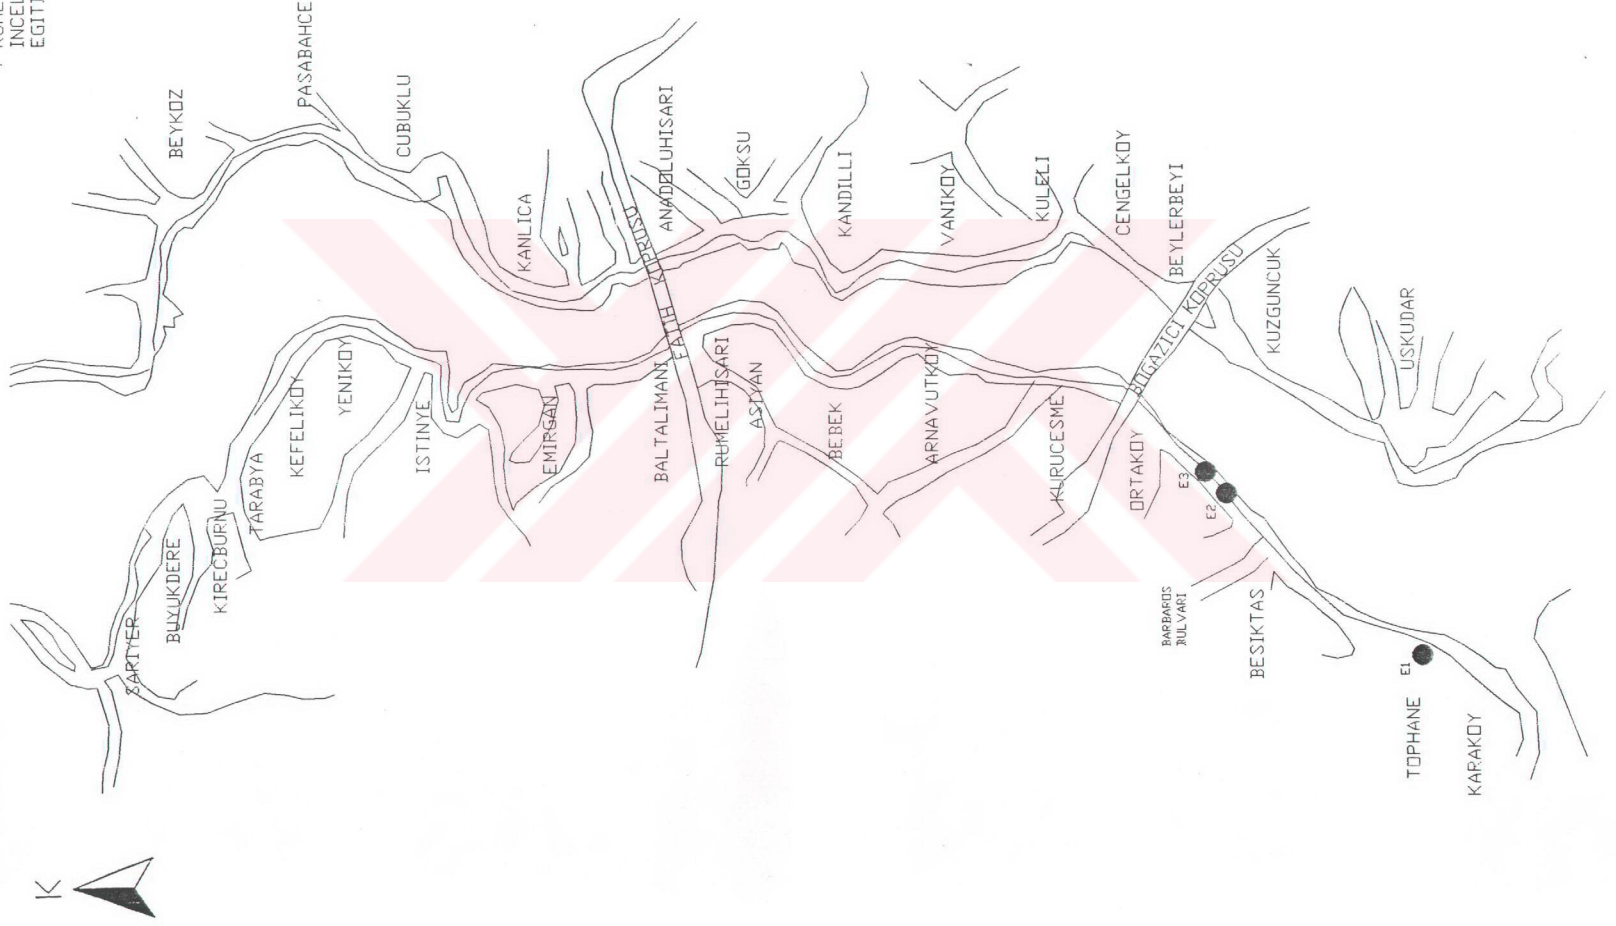 INCEL
EGITI
K
SARIYER
BUYUKDERE
KIRECBURNU
TARABYA
KEFELIKOY
YENIKOY
ISTINYE
EMIRGAN
BALTALIMANI
RUMELIHISARI
ASIYAN
BEBEK
ARNAVUTKOY
KURUCESME
ORTAKOY
E3
E2
BARBAROS
BULVARI
BESIKTAS
E1
TOPHANE
KARAKOY
BEYKOZ
PASABAHCE
CUBUKLU
KANLICA
FATIH KOPRUSU
ANADOLUHISARI
GOKSU
KANDILLI
VANIKOY
KULELI
CENGELKOY
BEYLERBEYI
BOGAZICI KOPRUSU
KUZGUNCUK
USKUDAR